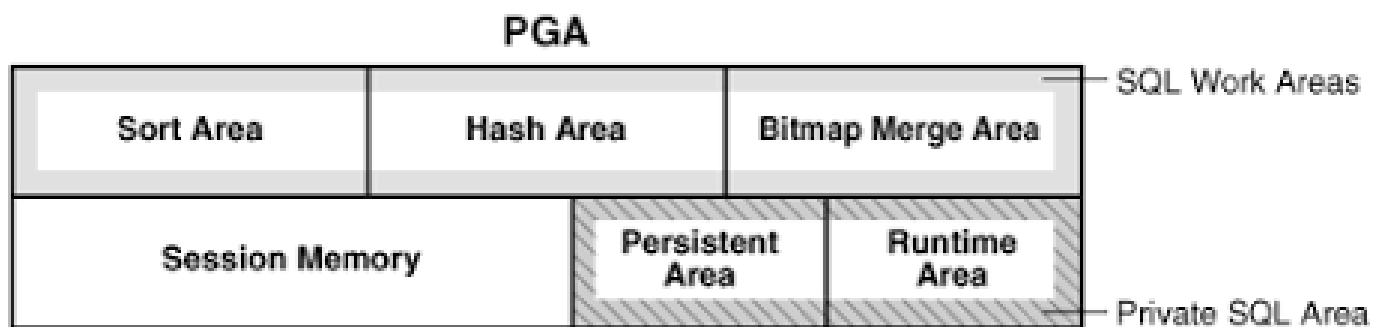 PGA
SQL Work Areas
Sort Area
Hash Area
Bitmap Merge Area
Session Memory
Persistent
Area
Runtime
Area
Private SQL Area